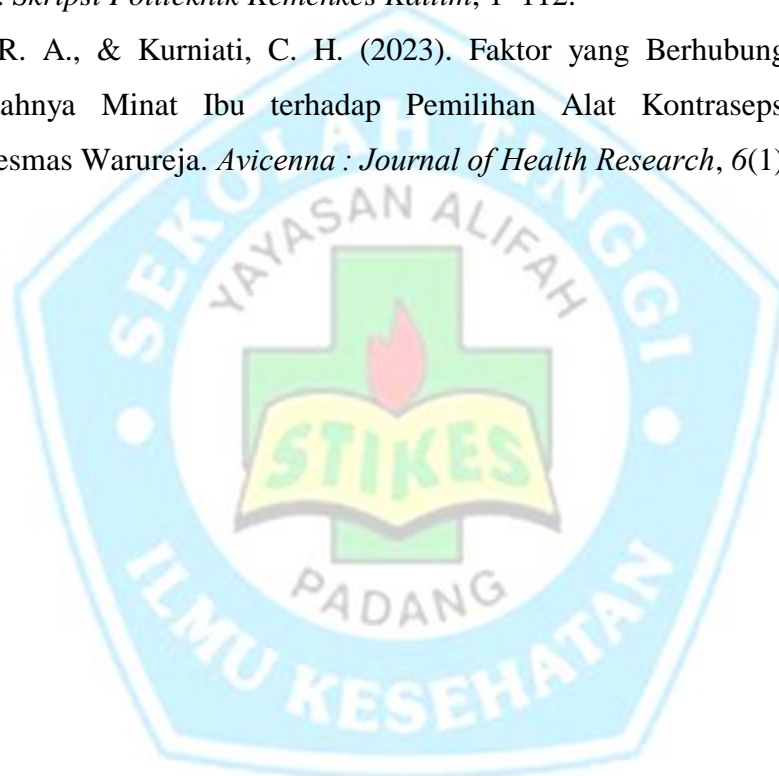 . Skripsi Politeknik Kemenkes Kaltim, 1–112.
R. A., & Kurniati, C. H. (2023). Faktor yang Berhubung
ahnya Minat Ibu terhadap Pemilihan Alat Kontraseps
esmas Warureja. Avicenna : Journal of Health Research, 6(1)
SEKOLAH TINGGI
YAYASAN ALIFAH
STIKES
PADANG
ILMU KESEHATAN